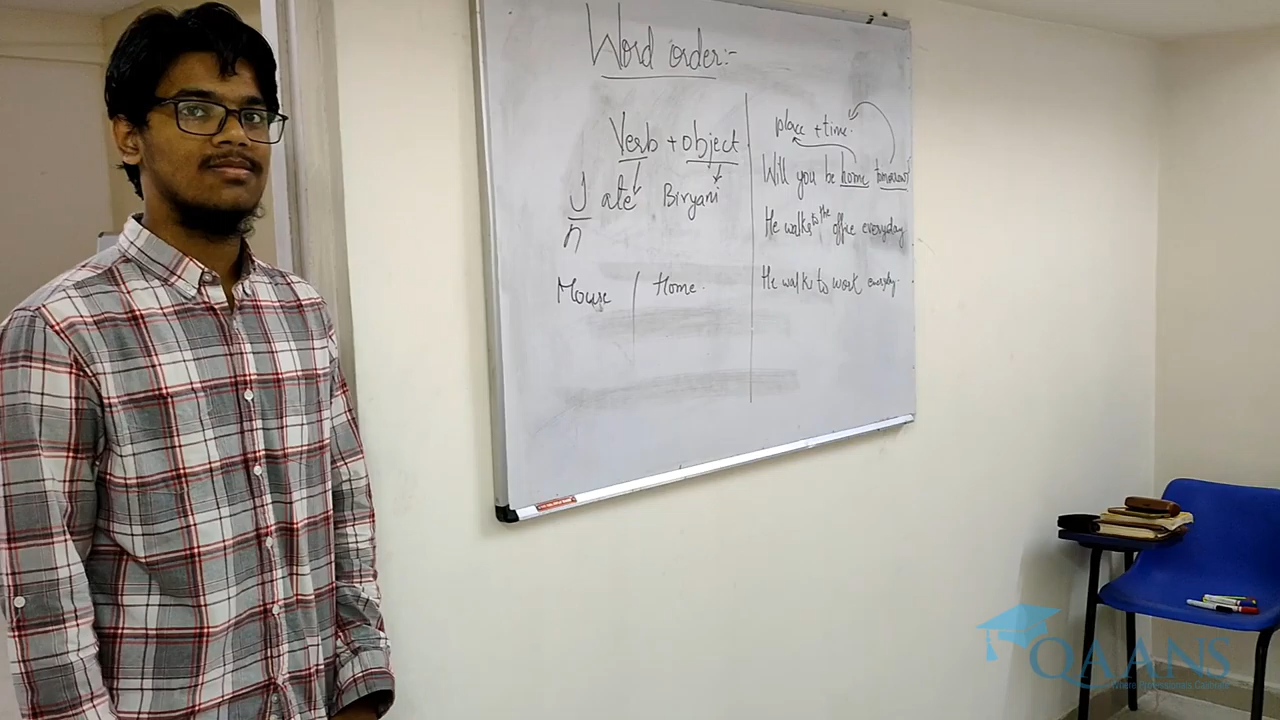 Word order:-
Verb + object
I ate Biryani
n
Mouse | Home.
place + time.
Will you be home tomorrow?
He walks to the office everyday
He walk to work everyday.
QAANS